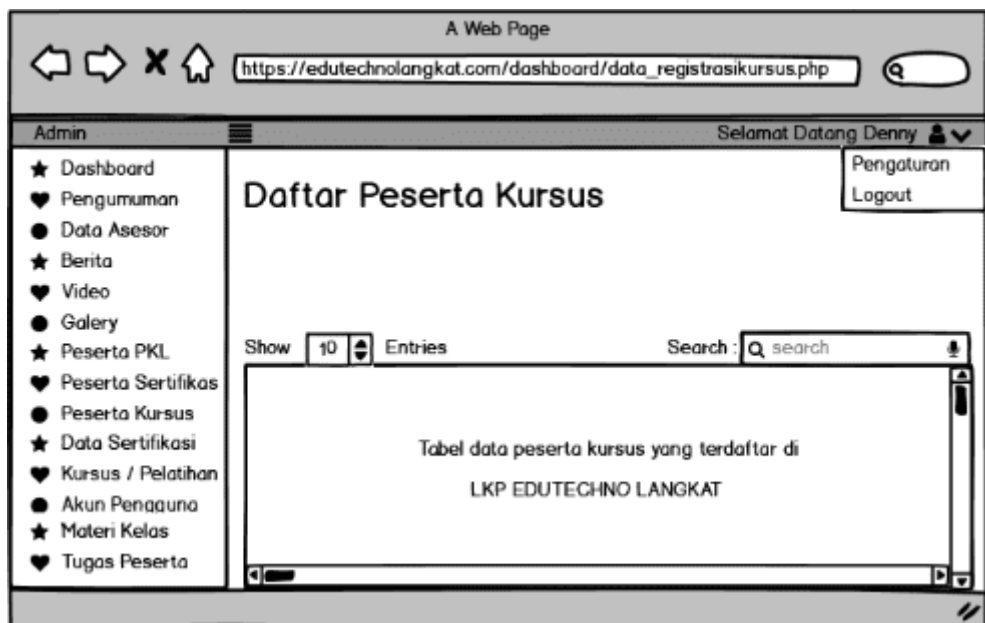 A Web Page
https://edutechnolangkat.com/dashboard/data_registrasikursus.php
Admin
Selamat Datang Denny
Pengaturan
Logout
Dashboard
Pengumuman
Data Asesor
Berita
Video
Galery
Peserta PKL
Peserta Sertifikas
Peserta Kursus
Data Sertifikasi
Kursus / Pelatihan
Akun Pengguna
Materi Kelas
Tugas Peserta
Daftar Peserta Kursus
Show 10 Entries
Search : search
Tabel data peserta kursus yang terdaftar di
LKP EDUTECHNO LANGKAT